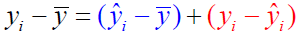 yᵢ − y̅ = (ŷᵢ − y̅) + (yᵢ − ŷᵢ)